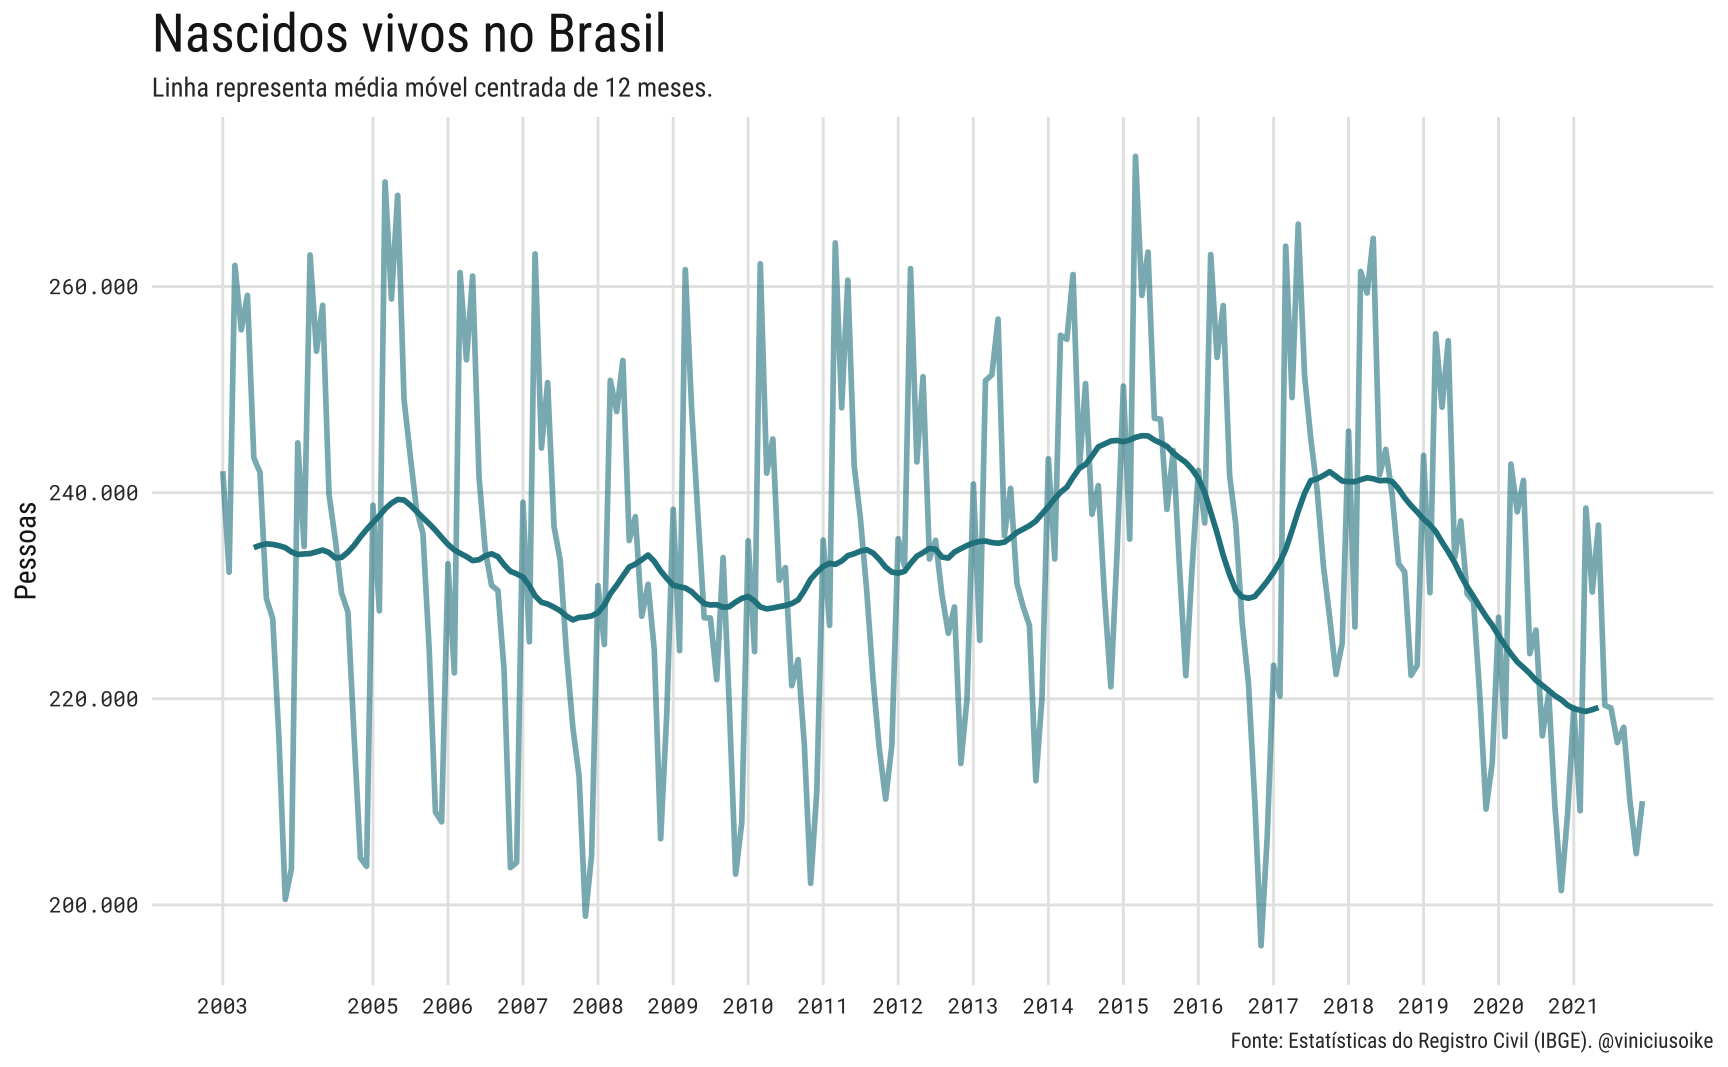 Nascidos vivos no Brasil
Linha representa média móvel centrada de 12 meses.
Pessoas
260.000
240.000
220.000
200.000
2003 2005 2006 2007 2008 2009 2010 2011 2012 2013 2014 2015 2016 2017 2018 2019 2020 2021
Fonte: Estatísticas do Registro Civil (IBGE). @viniciusoike